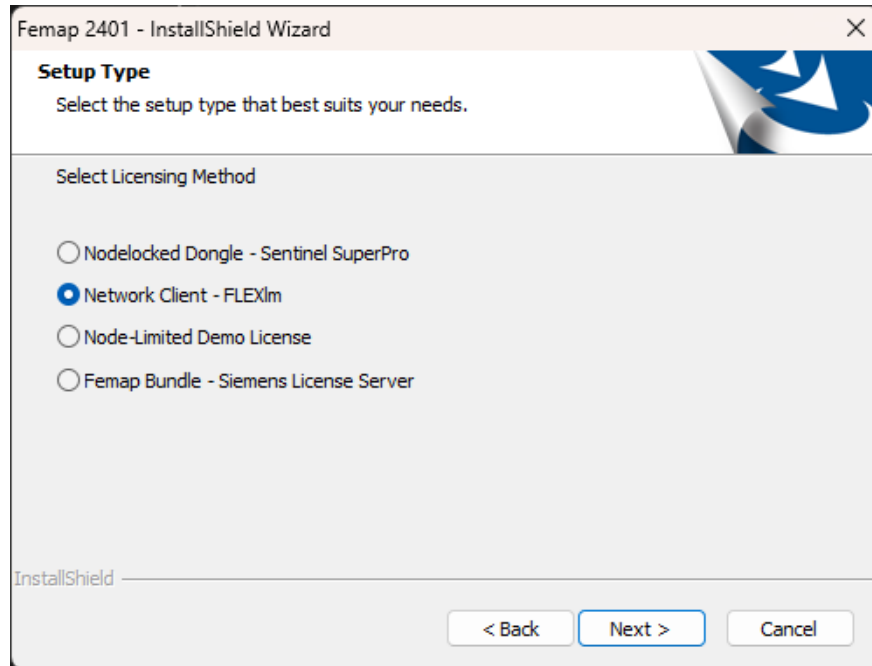 Femap 2401 - InstallShield Wizard
Setup Type
Select the setup type that best suits your needs.
Select Licensing Method
Nodelocked Dongle - Sentinel SuperPro
Network Client - FLEXlm
Node-Limited Demo License
Femap Bundle - Siemens License Server
InstallShield
< Back
Next >
Cancel